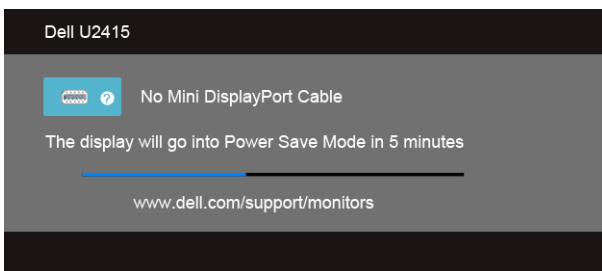 Dell U2415
No Mini DisplayPort Cable
The display will go into Power Save Mode in 5 minutes
www.dell.com/support/monitors